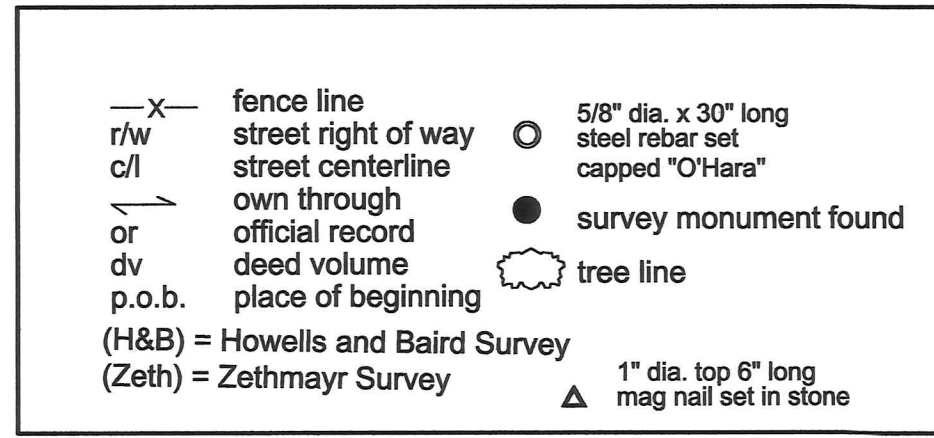 —x— fence line
r/w street right of way
c/l street centerline
own through
or official record
dv deed volume
p.o.b. place of beginning
(H&B) = Howells and Baird Survey
(Zeth) = Zethmayr Survey
5/8" dia. x 30" long
steel rebar set
capped "O'Hara"
survey monument found
tree line
1" dia. top 6" long
mag nail set in stone